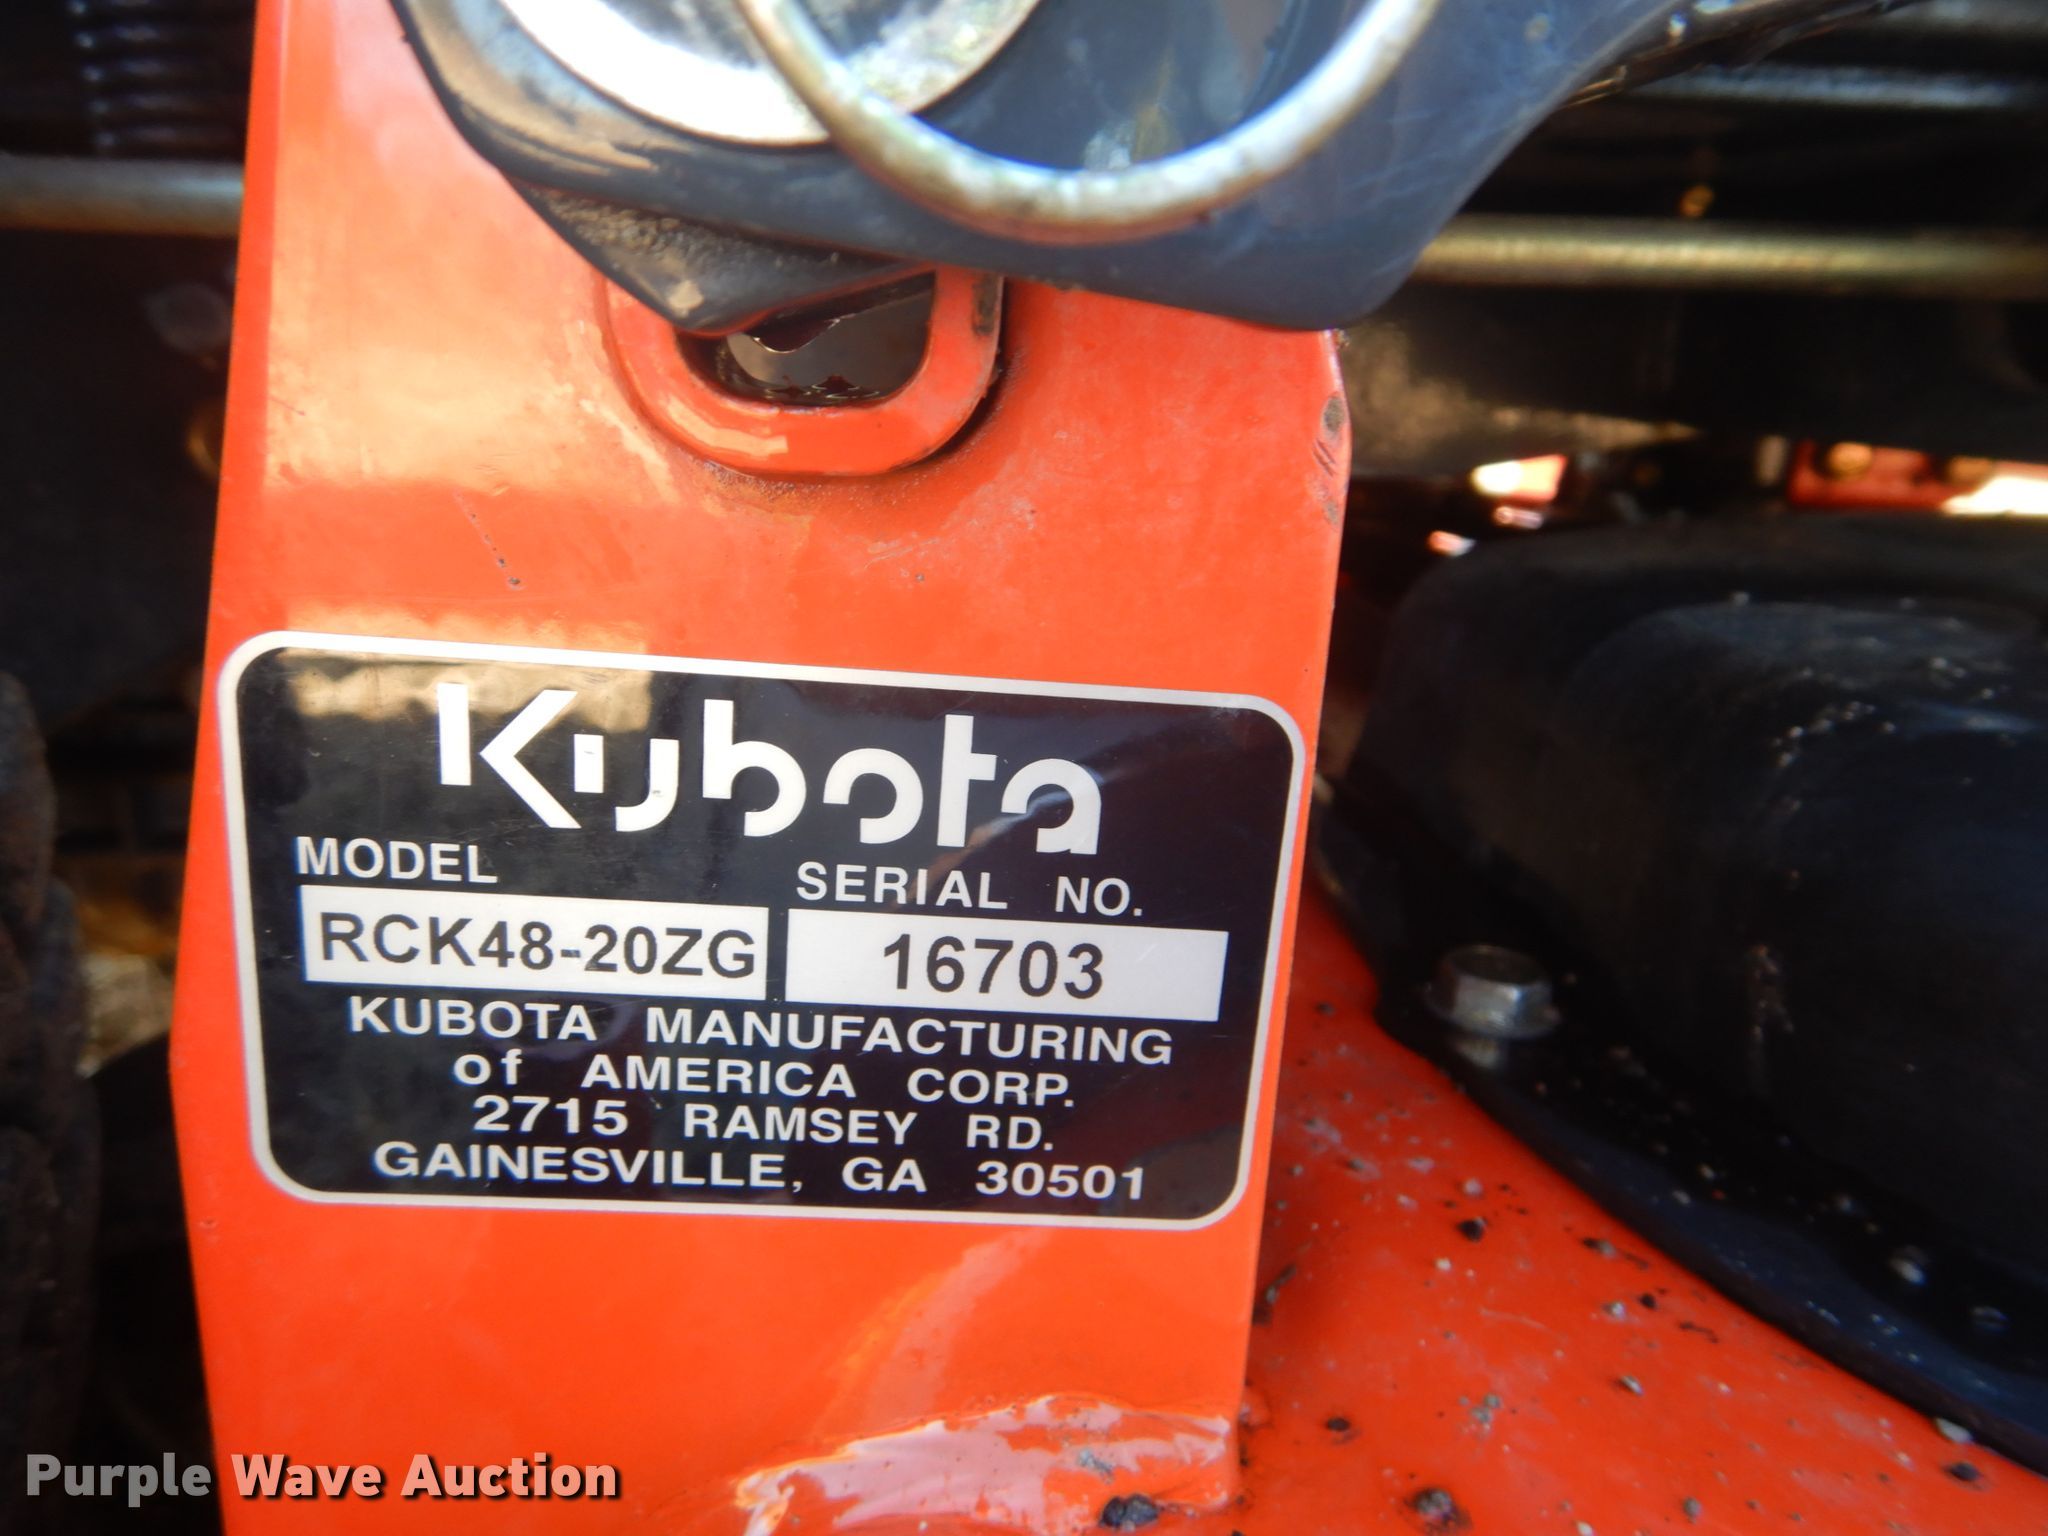 Kubota
MODEL SERIAL NO.
RCK48-20ZG 16703
KUBOTA MANUFACTURING
of AMERICA CORP.
2715 RAMSEY RD.
GAINESVILLE, GA 30501
Purple Wave Auction